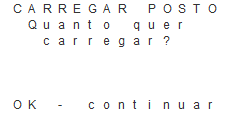 CARREGAR POSTO
Quanto quer
carregar?
OK - continuar